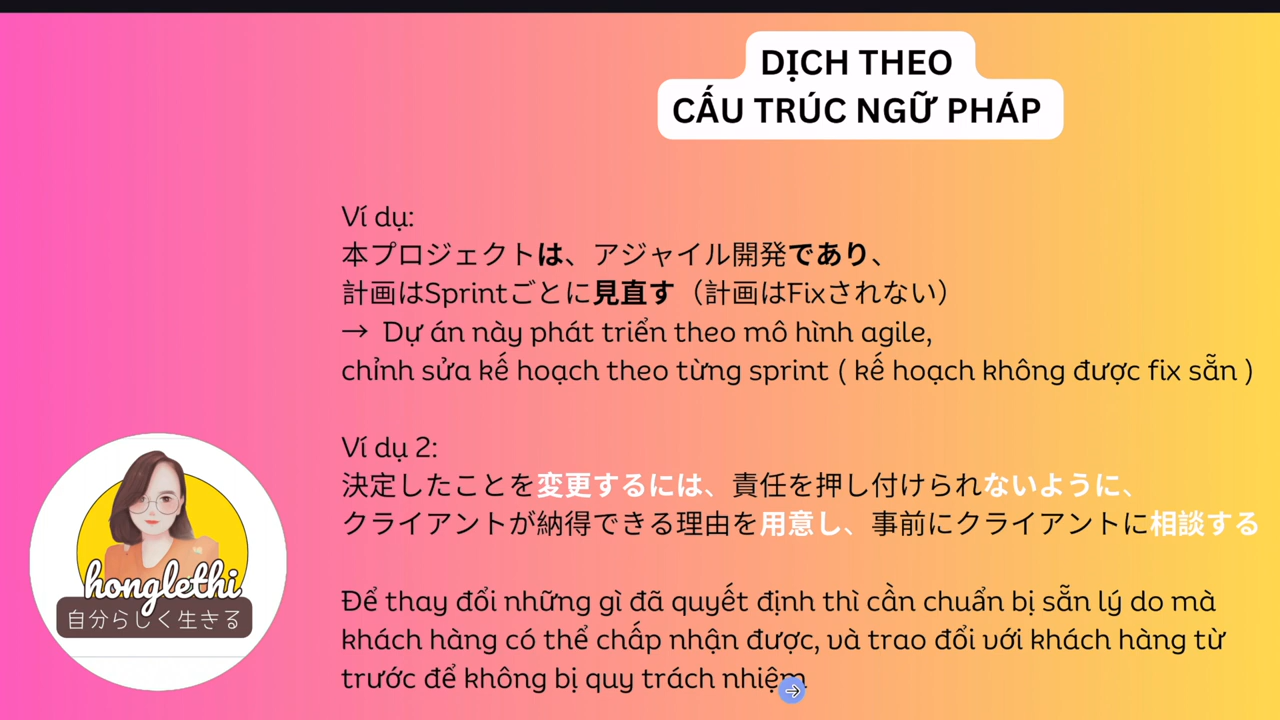 DỊCH THEO
CẤU TRÚC NGỮ PHÁP
Ví dụ:
本プロジェクトは、アジャイル開発であり、
計画はSprintごとに見直す（計画はFixされない）
→ Dự án này phát triển theo mô hình agile,
chỉnh sửa kế hoạch theo từng sprint ( kế hoạch không được fix sẵn )
Ví dụ 2:
決定したことを変更するには、責任を押し付けられないように、
クライアントが納得できる理由を用意し、事前にクライアントに相談する
Để thay đổi những gì đã quyết định thì cần chuẩn bị sẵn lý do mà
khách hàng có thể chấp nhận được, và trao đổi với khách hàng từ
trước để không bị quy trách nhiệm
honglethi
自分らしく生きる